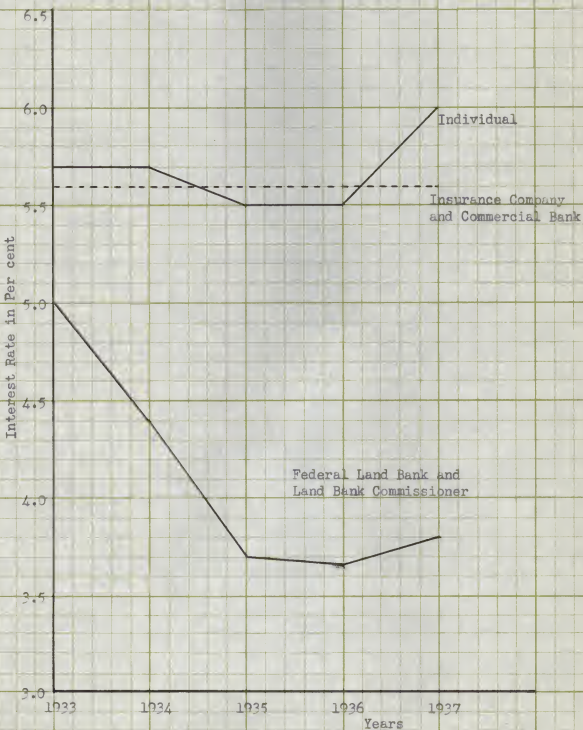 6.5
6.0
Individual
Insurance Company
and Commercial Bank
5.5
Interest Rate in Per cent
5.0
4.5
Federal Land Bank and
Land Bank Commissioner
4.0
3.5
3.0
1933 1934 1935 1936 1937
Years